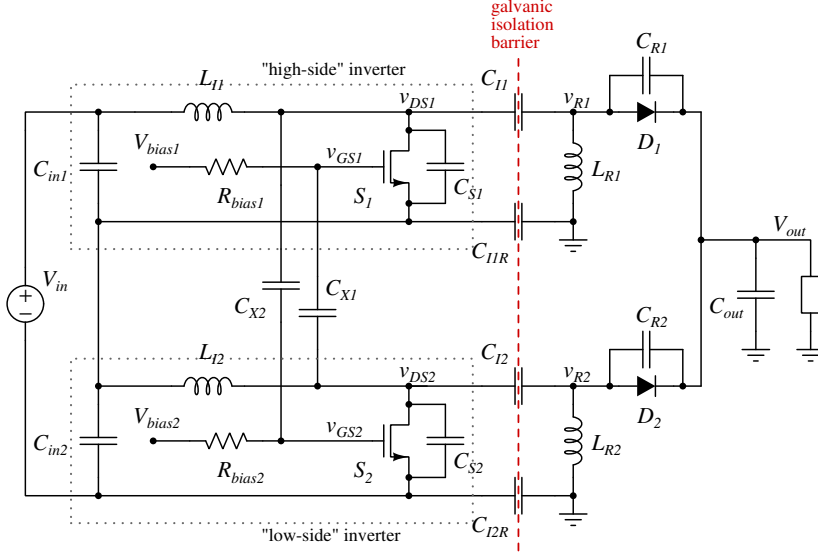 galvanic
isolation
barrier
C_R1
"high-side" inverter
L_I1
C_I1
v_DS1
v_R1
D_1
V_bias1
v_GS1
C_in1
R_bias1
S_1
C_S1
L_R1
C_I1R
V_in
C_X2
C_X1
V_out
C_out
C_R2
L_I2
C_I2
v_DS2
v_R2
D_2
V_bias2
v_GS2
C_in2
R_bias2
S_2
C_S2
L_R2
C_I2R
"low-side" inverter